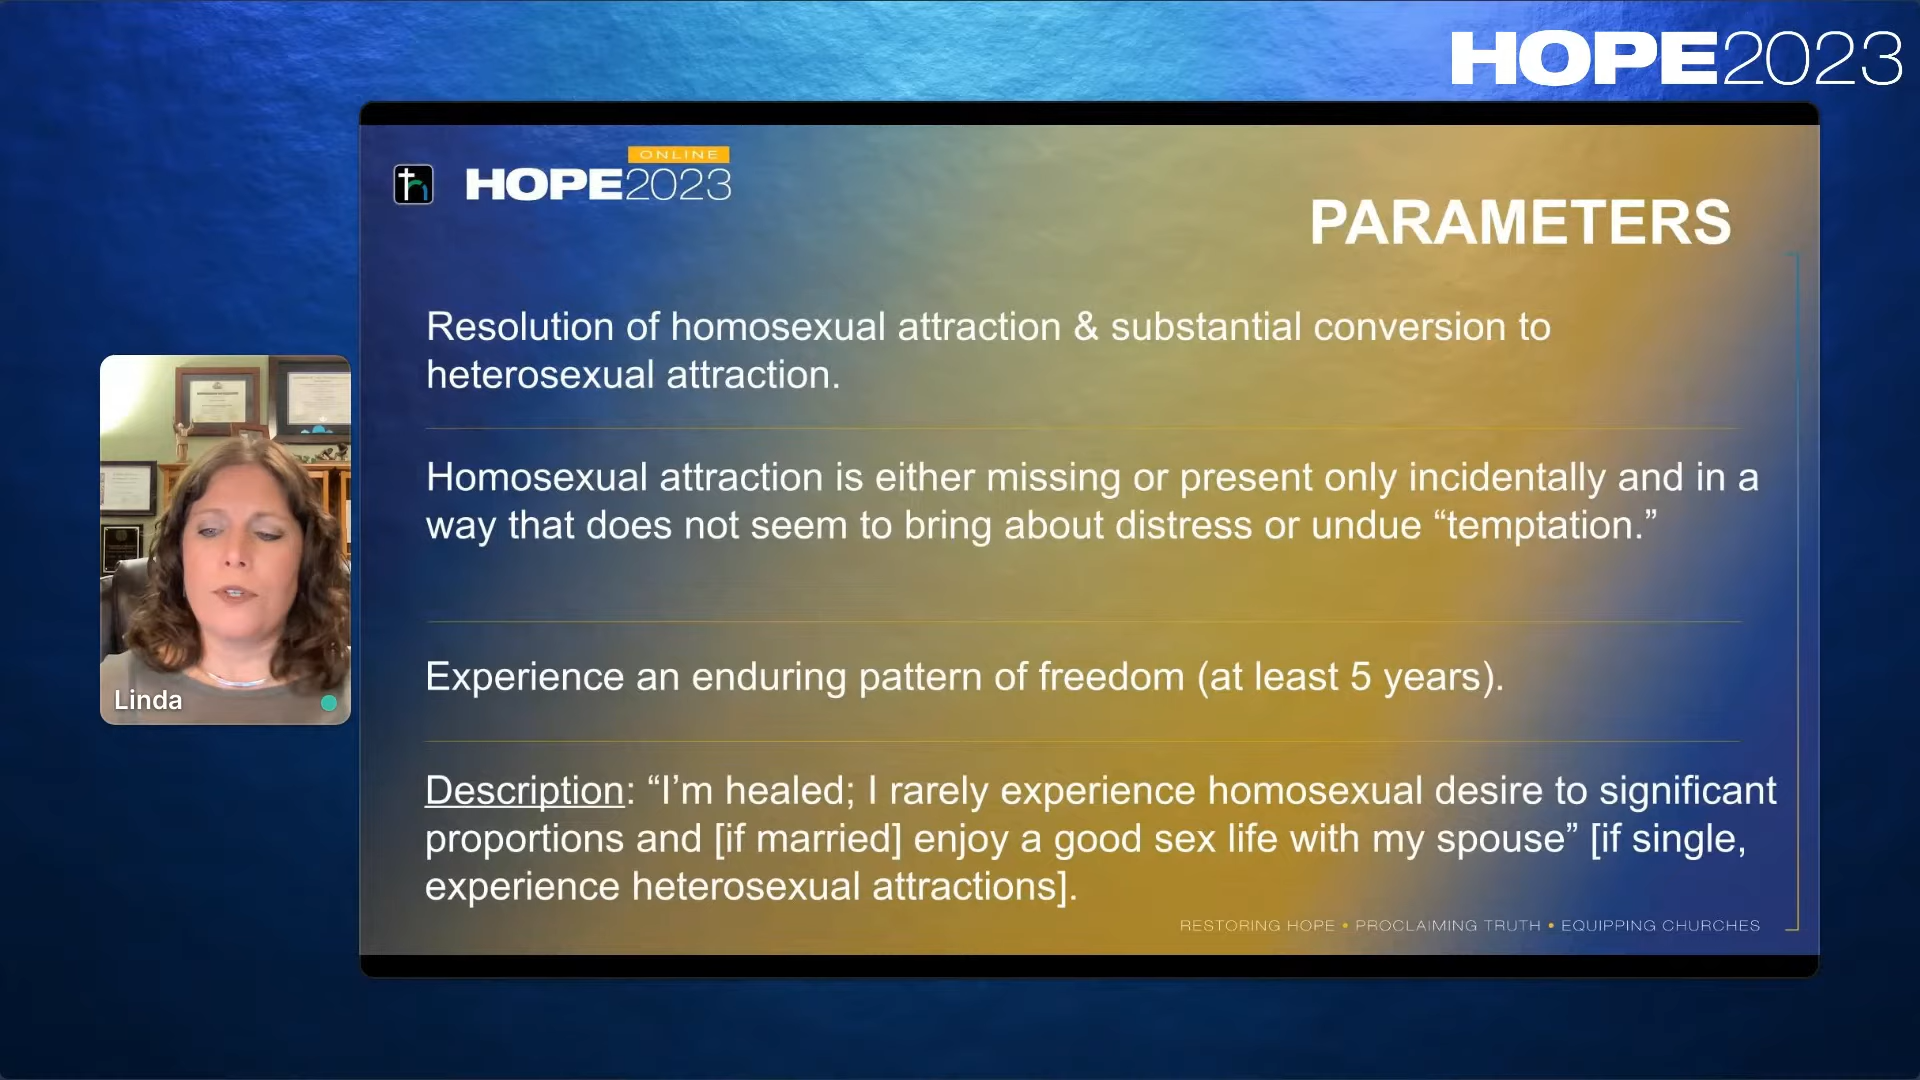 HOPE2023
ONLINE
HOPE2023
PARAMETERS
Resolution of homosexual attraction & substantial conversion to
heterosexual attraction.
Homosexual attraction is either missing or present only incidentally and in a
way that does not seem to bring about distress or undue “temptation.”
Experience an enduring pattern of freedom (at least 5 years).
Description: “I’m healed; I rarely experience homosexual desire to significant
proportions and [if married] enjoy a good sex life with my spouse” [if single,
experience heterosexual attractions].
RESTORING HOPE • PROCLAIMING TRUTH • EQUIPPING CHURCHES
Linda